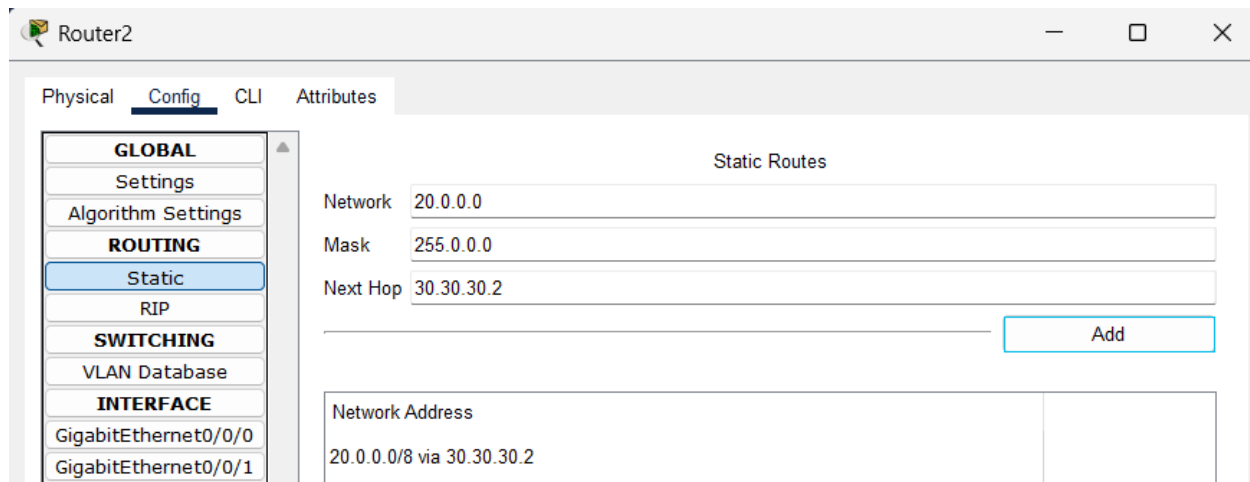 Router2
Physical Config CLI Attributes
GLOBAL
Settings
Algorithm Settings
ROUTING
Static
RIP
SWITCHING
VLAN Database
INTERFACE
GigabitEthernet0/0/0
GigabitEthernet0/0/1
Static Routes
Network 20.0.0.0
Mask 255.0.0.0
Next Hop 30.30.30.2
Add
Network Address
20.0.0.0/8 via 30.30.30.2